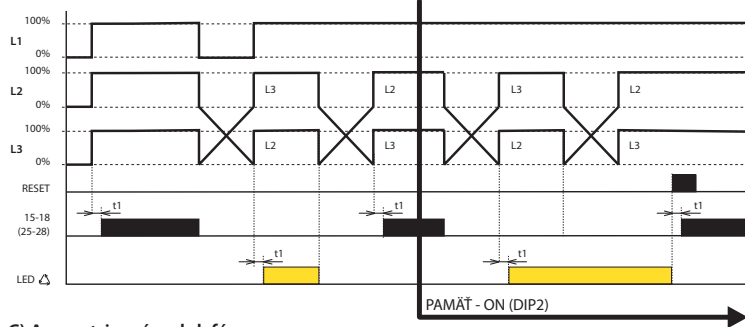 100%
L1
0%
100%
L2
L3
L2
L3
L2
0%
100%
L3
L2
L3
L2
L3
0%
RESET
t1
t1
t1
15-18
(25-28)
t1
t1
LED
PAMÄŤ - ON (DIP2)